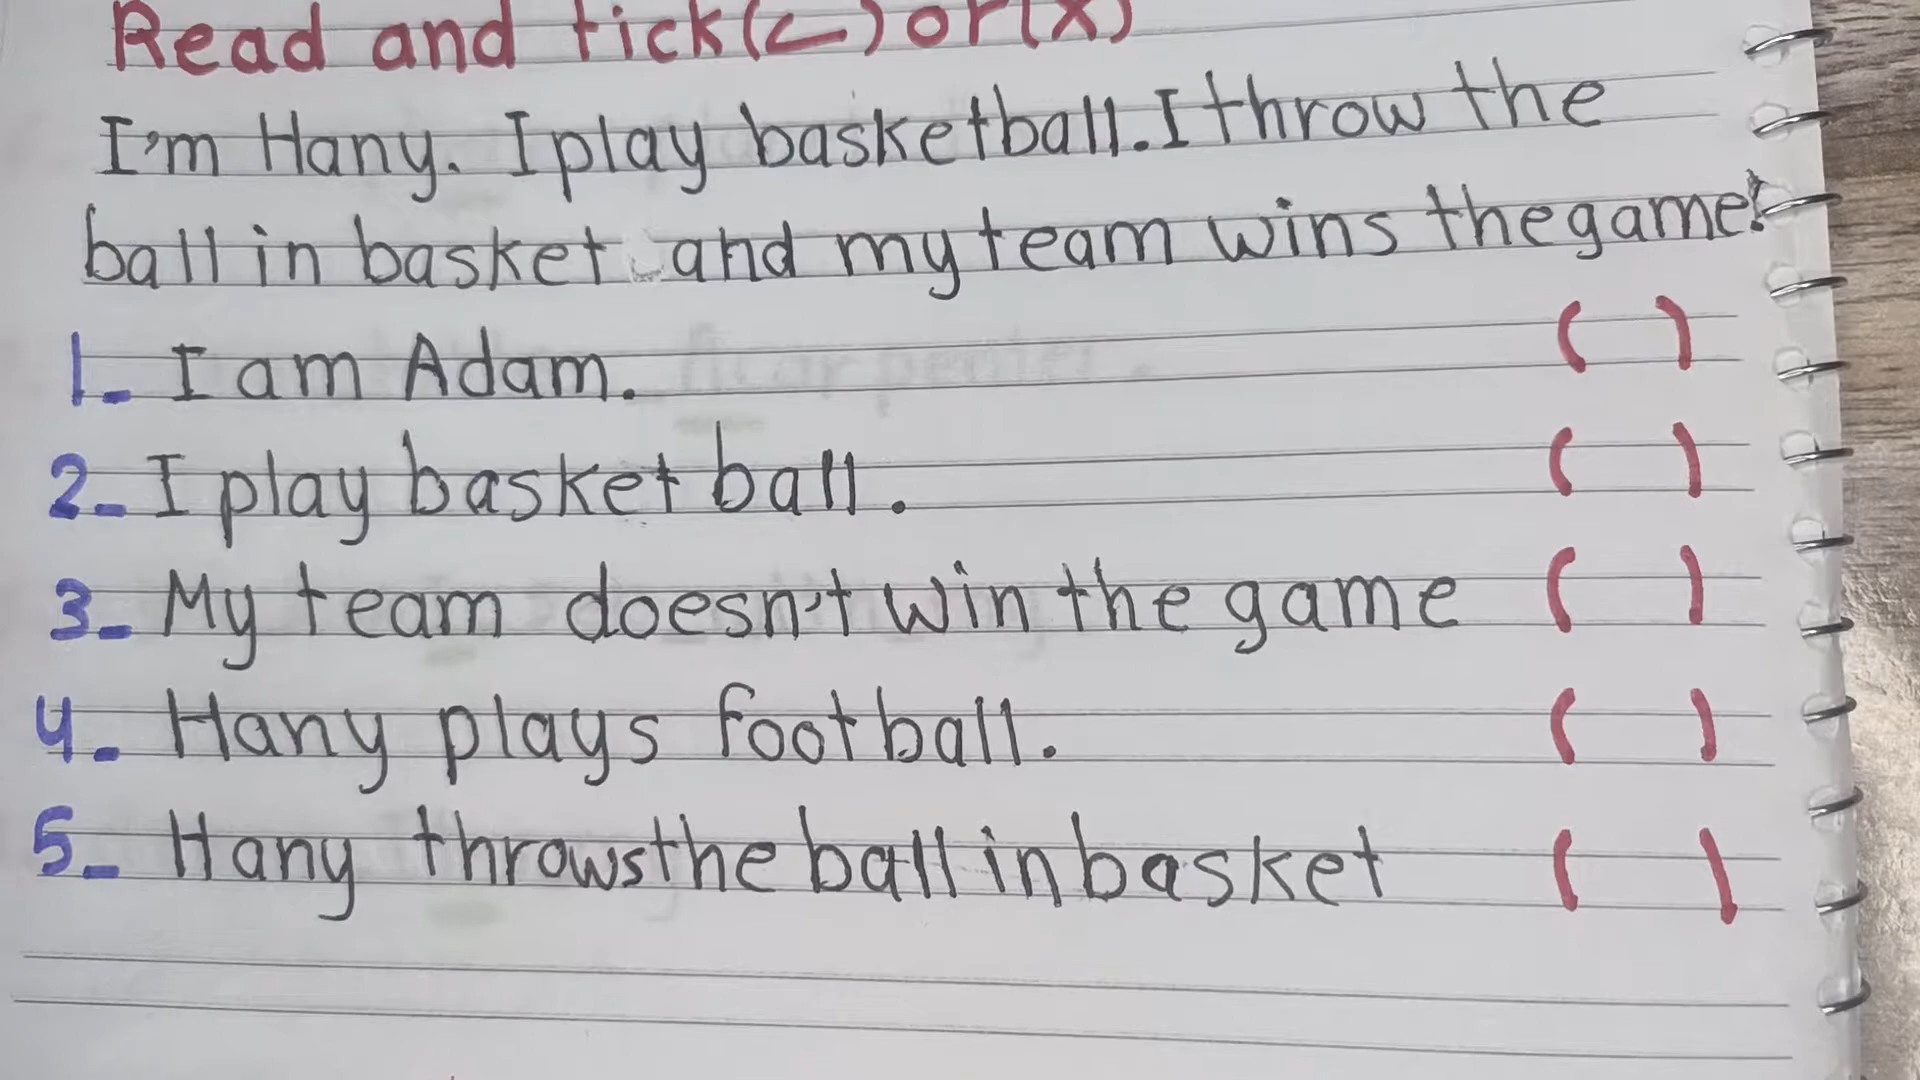 Read and tick (✓) or (x)
I'm Hany. I play basketball. I throw the
ball in basket and my team wins the game.
1- I am Adam. ( )
2- I play basketball. ( )
3- My team doesn't win the game ( )
4- Hany plays football. ( )
5- Hany throws the ball in basket ( )